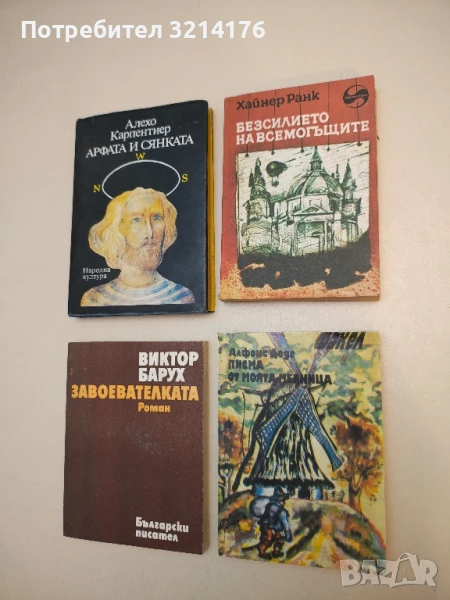 Потребител #3214176
Алехо
Карпентиер
АРФАТА И СЯНКАТА
W
N S
Народна
култура
Хайнер Ранк
БЕЗСИЛИЕТО
НА ВСЕМОГЪЩИТЕ
ВИКТОР
БАРУХ
ЗАВОЕВАТЕЛКАТА
Роман
Български
писател
Алфонс Доде
ПИСМА
ОТ МОЯТА МЕЛНИЦА
BAZAR